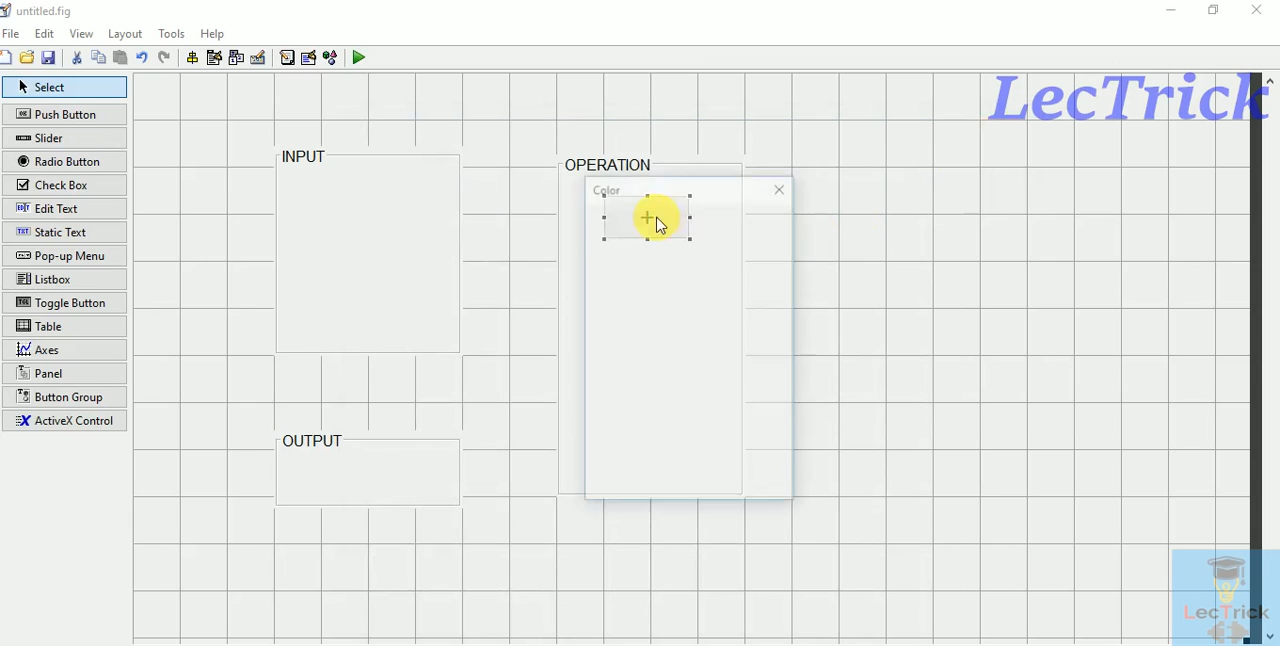 untitled.fig
File Edit View Layout Tools Help
LecTrick
Select
Push Button
Slider
Radio Button
Check Box
Edit Text
Static Text
Pop-up Menu
Listbox
Toggle Button
Table
Axes
Panel
Button Group
ActiveX Control
INPUT
OPERATION
Color
+
OUTPUT
LecTrick